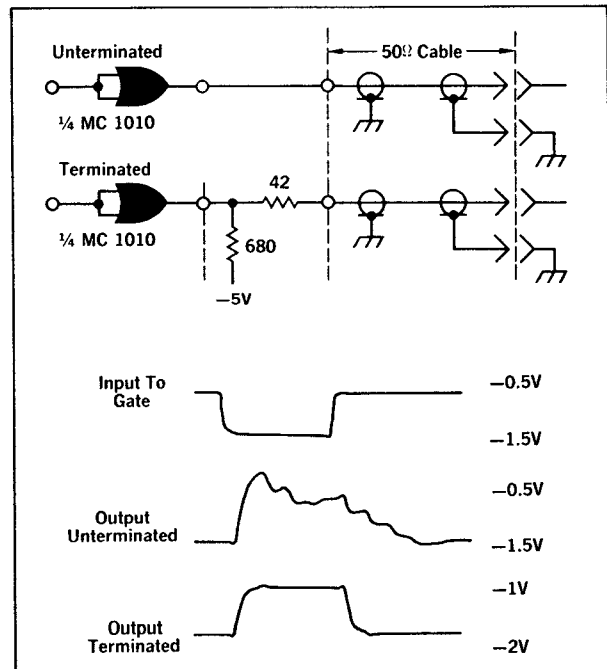 Unterminated
50Ω Cable
¼ MC 1010
Terminated
42
¼ MC 1010
680
—5V
Input To
Gate
—0.5V
—1.5V
Output
Unterminated
—0.5V
—1.5V
Output
Terminated
—1V
—2V